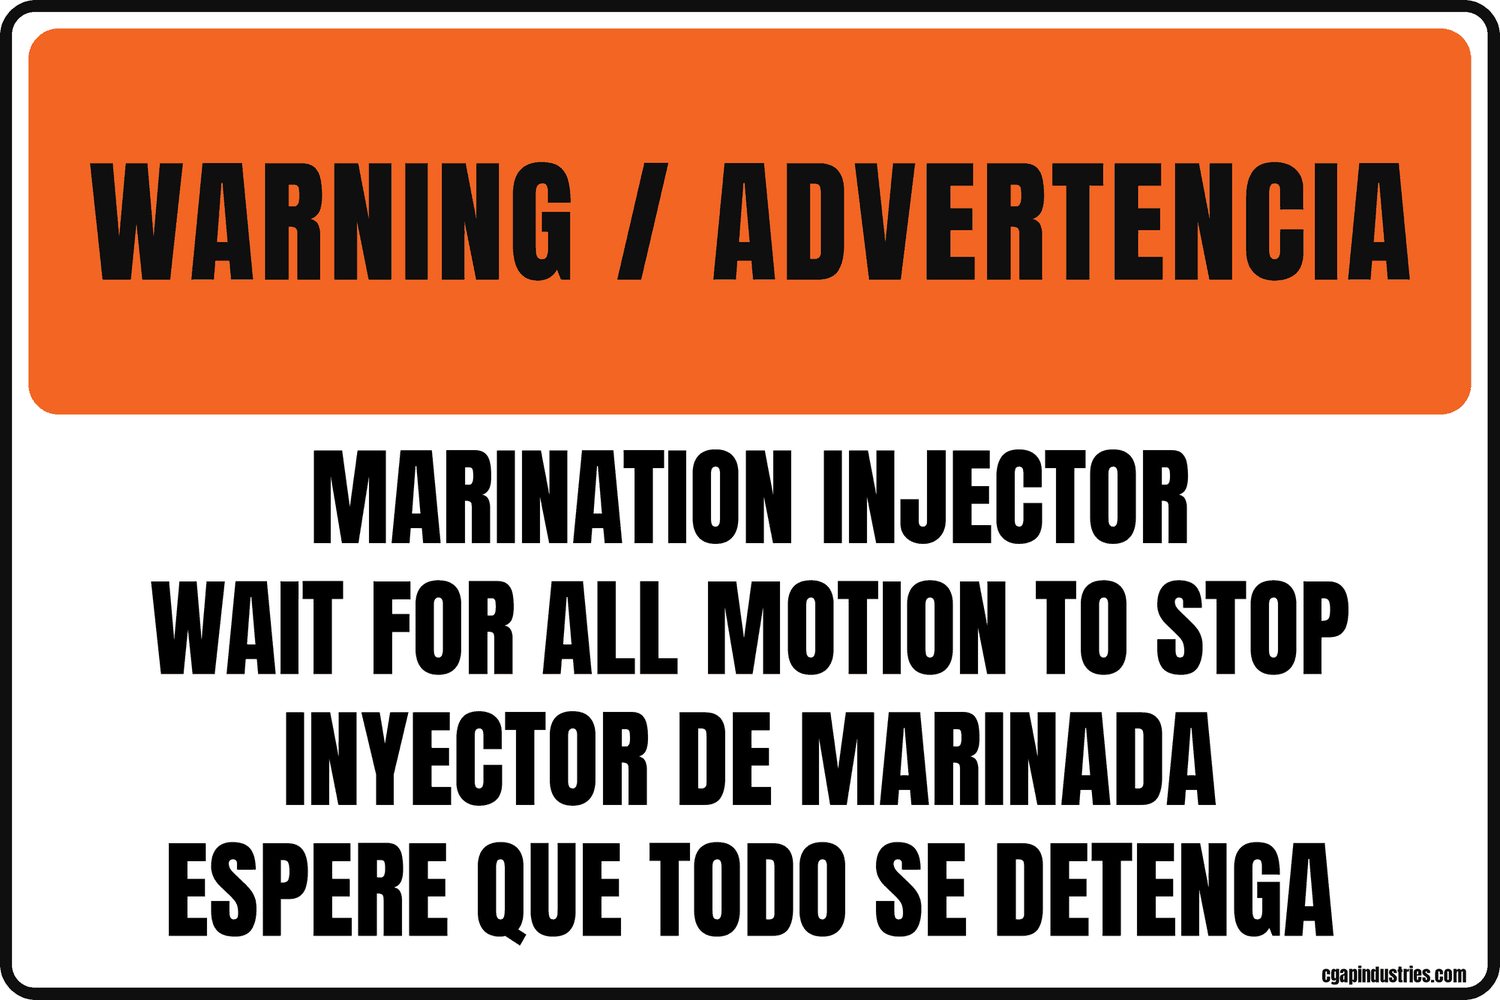 WARNING / ADVERTENCIA
MARINATION INJECTOR
WAIT FOR ALL MOTION TO STOP
INYECTOR DE MARINADA
ESPERE QUE TODO SE DETENGA
cgapindustries.com